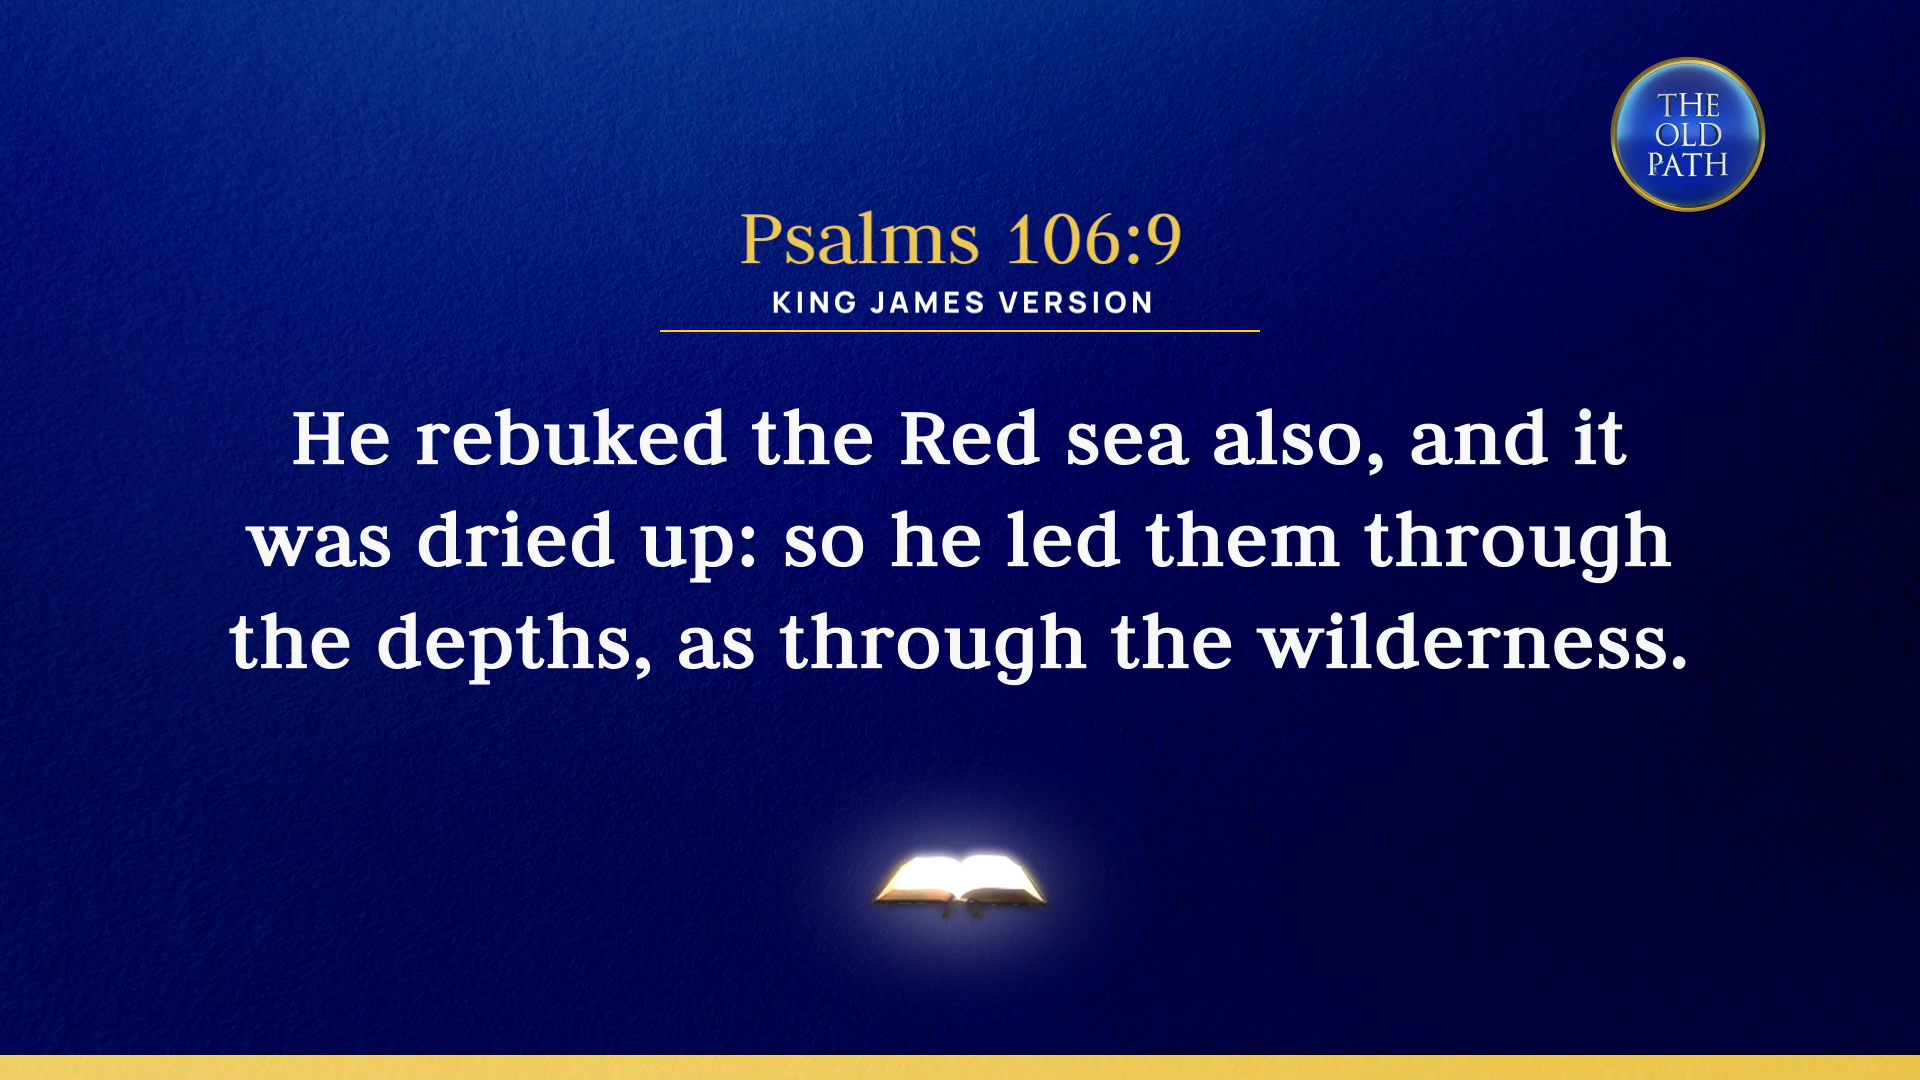 THE
OLD
PATH
Psalms 106:9
KING JAMES VERSION
He rebuked the Red sea also, and it
was dried up: so he led them through
the depths, as through the wilderness.